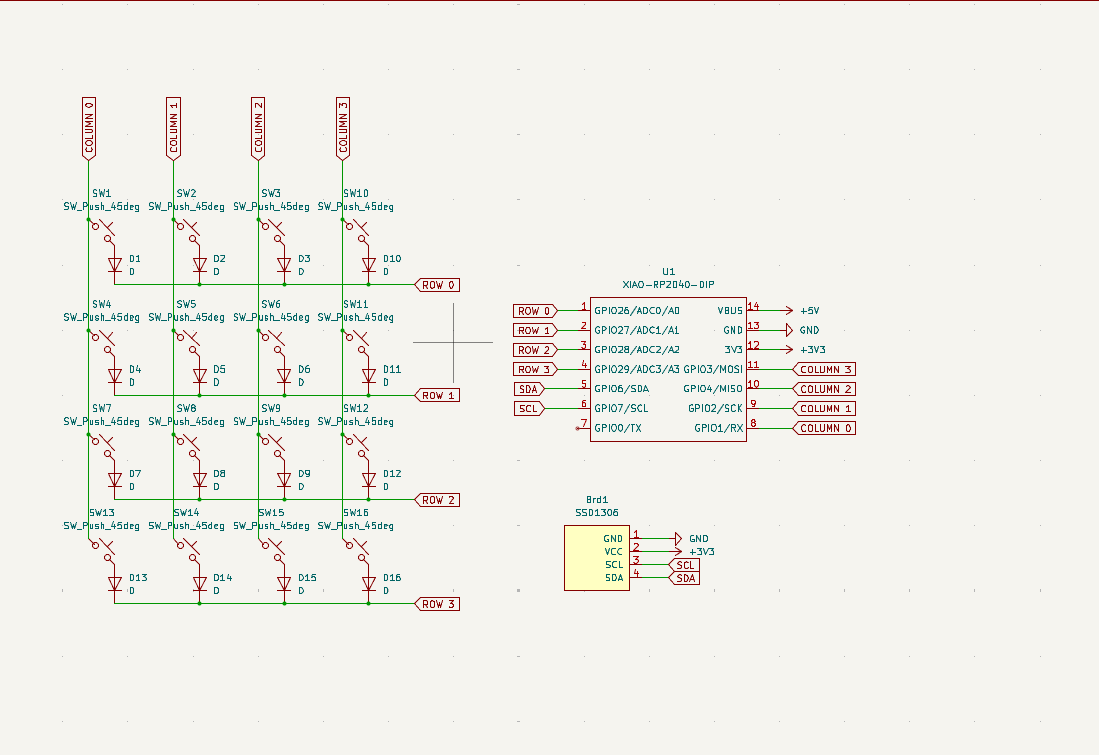 COLUMN 0
COLUMN 1
COLUMN 2
COLUMN 3
SW1
SW_Push_45deg
SW2
SW_Push_45deg
SW3
SW_Push_45deg
SW10
SW_Push_45deg
D1
D
D2
D
D3
D
D10
D
ROW 0
SW4
SW_Push_45deg
SW5
SW_Push_45deg
SW6
SW_Push_45deg
SW11
SW_Push_45deg
D4
D
D5
D
D6
D
D11
D
ROW 1
SW7
SW_Push_45deg
SW8
SW_Push_45deg
SW9
SW_Push_45deg
SW12
SW_Push_45deg
D7
D
D8
D
D9
D
D12
D
ROW 2
SW13
SW_Push_45deg
SW14
SW_Push_45deg
SW15
SW_Push_45deg
SW16
SW_Push_45deg
D13
D
D14
D
D15
D
D16
D
ROW 3
U1
XIAO-RP2040-DIP
ROW 0 1 GPIO26/ADC0/A0 VBUS 14 +5V
ROW 1 2 GPIO27/ADC1/A1 GND 13 GND
ROW 2 3 GPIO28/ADC2/A2 3V3 12 +3V3
ROW 3 4 GPIO29/ADC3/A3 GPIO3/MOSI 11 COLUMN 3
SDA 5 GPIO6/SDA GPIO4/MISO 10 COLUMN 2
SCL 6 GPIO7/SCL GPIO2/SCK 9 COLUMN 1
7 GPIO0/TX GPIO1/RX 8 COLUMN 0
Brd1
SSD1306
GND 1 GND
VCC 2 +3V3
SCL 3 SCL
SDA 4 SDA